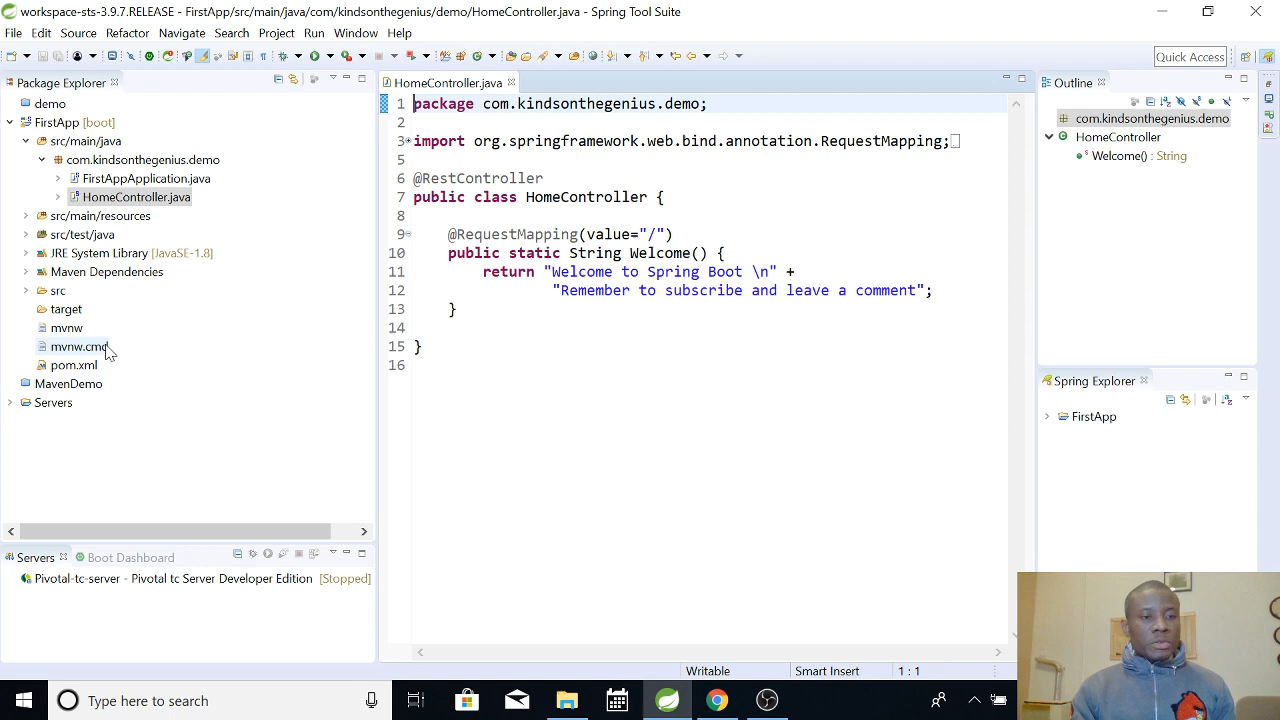 workspace-sts-3.9.7.RELEASE - FirstApp/src/main/java/com/kindsonthegenius/demo/HomeController.java - Spring Tool Suite
File Edit Source Refactor Navigate Search Project Run Window Help
Quick Access
Package Explorer
demo
FirstApp [boot]
src/main/java
com.kindsonthegenius.demo
FirstAppApplication.java
HomeController.java
src/main/resources
src/test/java
JRE System Library [JavaSE-1.8]
Maven Dependencies
src
target
mvnw
mvnw.cmd
pom.xml
MavenDemo
Servers
Servers Boot Dashboard
Pivotal-tc-server - Pivotal tc Server Developer Edition [Stopped]
HomeController.java
1 package com.kindsonthegenius.demo;
2
3 import org.springframework.web.bind.annotation.RequestMapping;
5
6 @RestController
7 public class HomeController {
8
9 @RequestMapping(value="/")
10 public static String Welcome() {
11 return "Welcome to Spring Boot \n" +
12 "Remember to subscribe and leave a comment";
13 }
14
15 }
16
Outline
com.kindsonthegenius.demo
HomeController
Welcome() : String
Spring Explorer
FirstApp
Writable Smart Insert 1 : 1
Type here to search